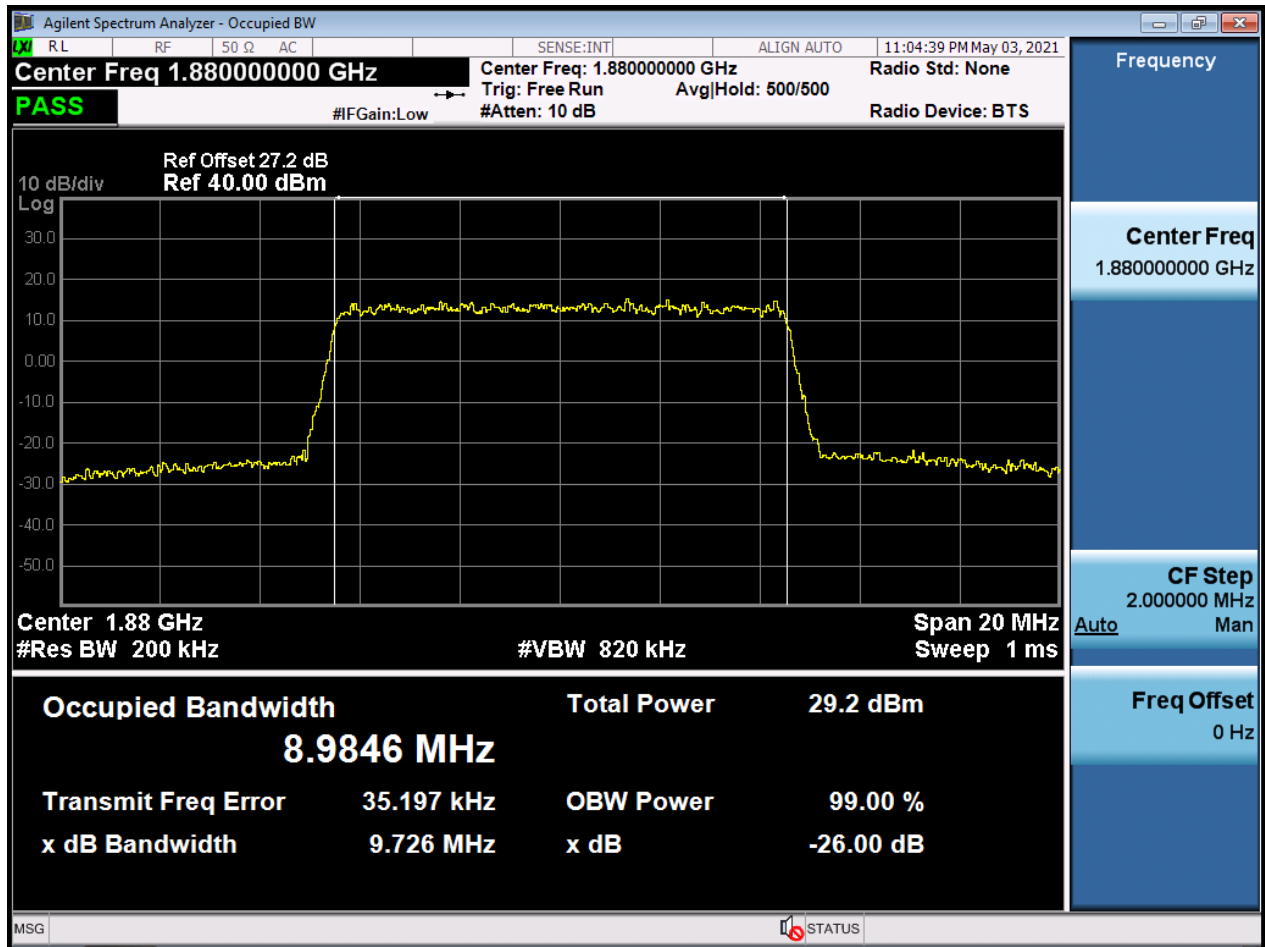 Agilent Spectrum Analyzer - Occupied BW
LXI RL RF 50 Ω AC SENSE:INT ALIGN AUTO 11:04:39 PM May 03, 2021
Center Freq 1.880000000 GHz
Center Freq: 1.880000000 GHz Radio Std: None
PASS
Trig: Free Run Avg|Hold: 500/500
#IFGain:Low #Atten: 10 dB Radio Device: BTS
Ref Offset 27.2 dB
10 dB/div Ref 40.00 dBm
Log
30.0
20.0
10.0
0.00
-10.0
-20.0
-30.0
-40.0
-50.0
Center 1.88 GHz Span 20 MHz
#Res BW 200 kHz #VBW 820 kHz Sweep 1 ms
Occupied Bandwidth Total Power 29.2 dBm
8.9846 MHz
Transmit Freq Error 35.197 kHz OBW Power 99.00 %
x dB Bandwidth 9.726 MHz x dB -26.00 dB
MSG STATUS
Frequency
Center Freq
1.880000000 GHz
CF Step
2.000000 MHz
Auto Man
Freq Offset
0 Hz